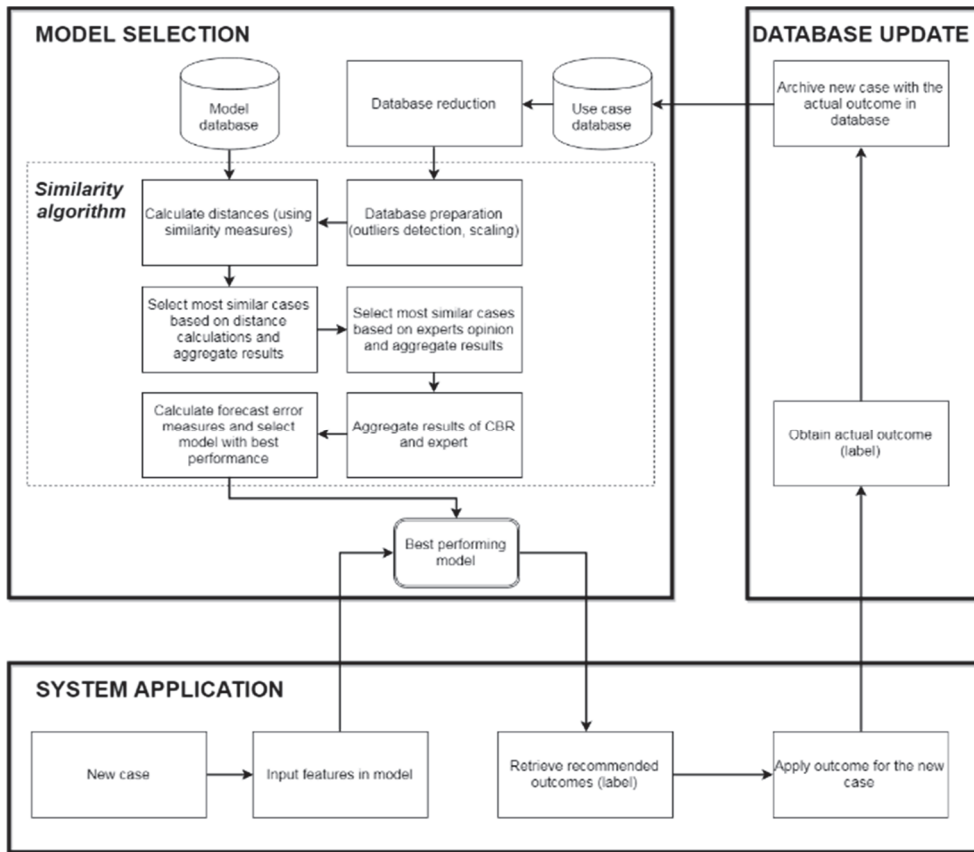 MODEL SELECTION
Model
database
Database reduction
Use case
database
Similarity
algorithm
Calculate distances (using
similarity measures)
Database preparation
(outliers detection, scaling)
Select most similar cases
based on distance
calculations and
aggregate results
Select most similar cases
based on experts opinion
and aggregate results
Calculate forecast error
measures and select
model with best
performance
Aggregate results of CBR
and expert
Best performing
model
DATABASE UPDATE
Archive new case with the
actual outcome in
database
Obtain actual outcome
(label)
SYSTEM APPLICATION
New case
Input features in model
Retrieve recommended
outcomes (label)
Apply outcome for the new
case